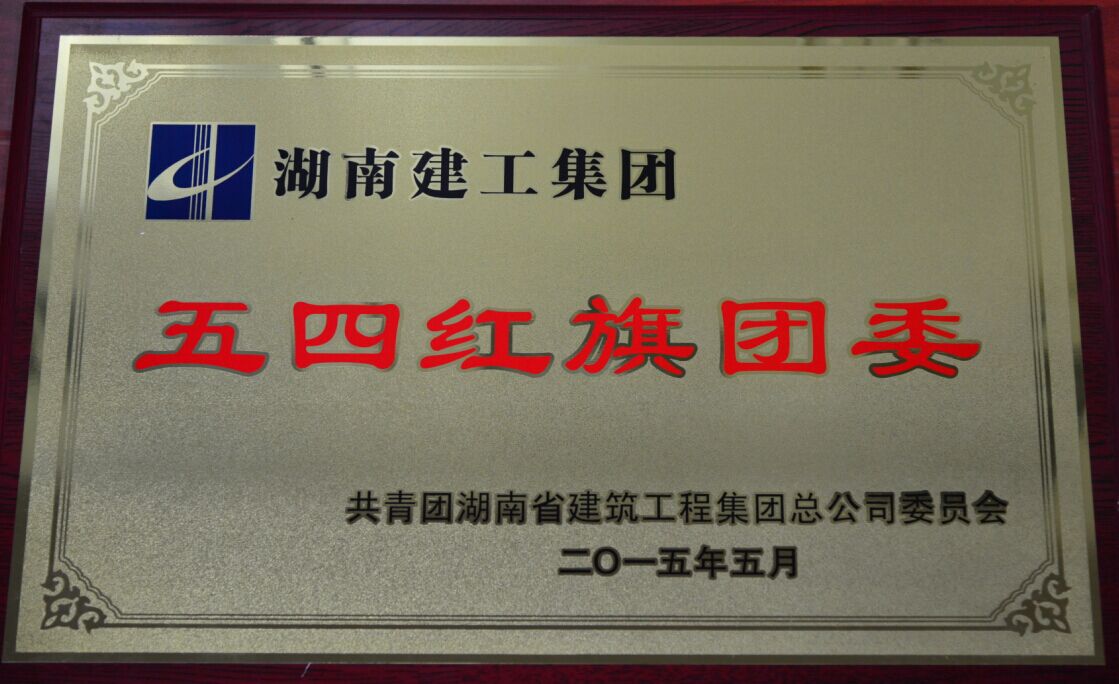 湖南建工集团
五四红旗团委
共青团湖南省建筑工程集团总公司委员会
二〇一五年五月